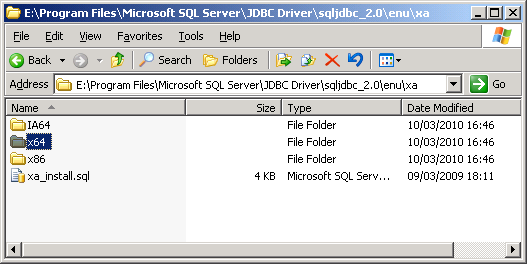 E:\Program Files\Microsoft SQL Server\JDBC Driver\sqljdbc_2.0\enu\xa
File Edit View Favorites Tools Help
Back Search Folders
Address E:\Program Files\Microsoft SQL Server\JDBC Driver\sqljdbc_2.0\enu\xa Go
Name Size Type Date Modified
IA64 File Folder 10/03/2010 16:46
x64 File Folder 10/03/2010 16:46
x86 File Folder 10/03/2010 16:46
xa_install.sql 4 KB Microsoft SQL Serv... 09/03/2009 18:11